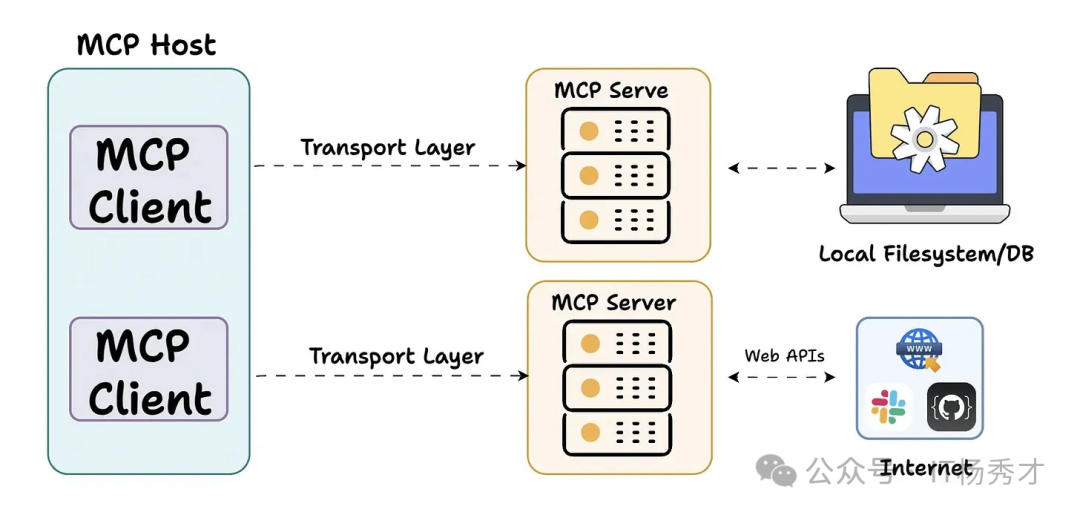 MCP Host
MCP
Client
Transport Layer
MCP Serve
Local Filesystem/DB
MCP
Client
Transport Layer
MCP Server
Web APIs
WWW
Internet
公众号 · IT杨秀才